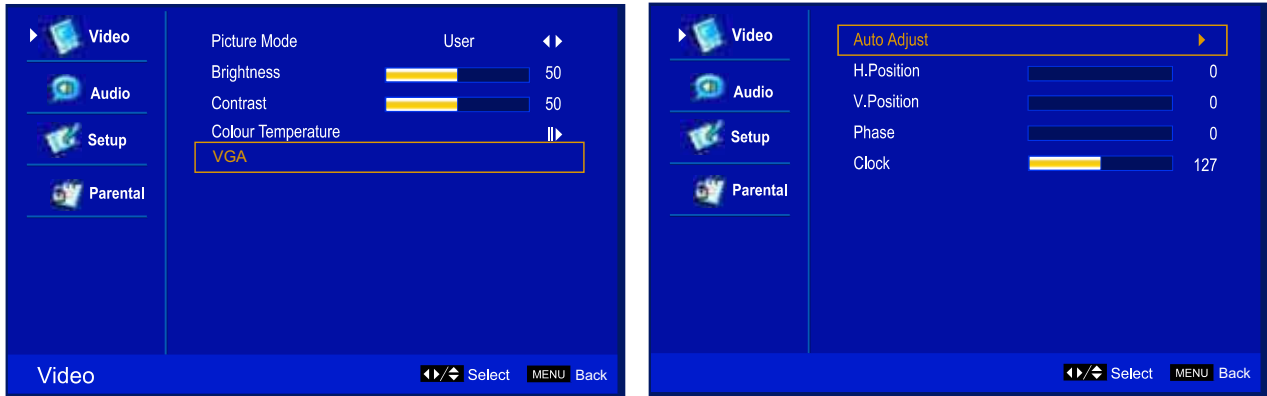 Video
Audio
Setup
Parental
Picture Mode User
Brightness 50
Contrast 50
Colour Temperature
VGA
Video Select MENU Back
Video
Audio
Setup
Parental
Auto Adjust
H.Position 0
V.Position 0
Phase 0
Clock 127
Select MENU Back